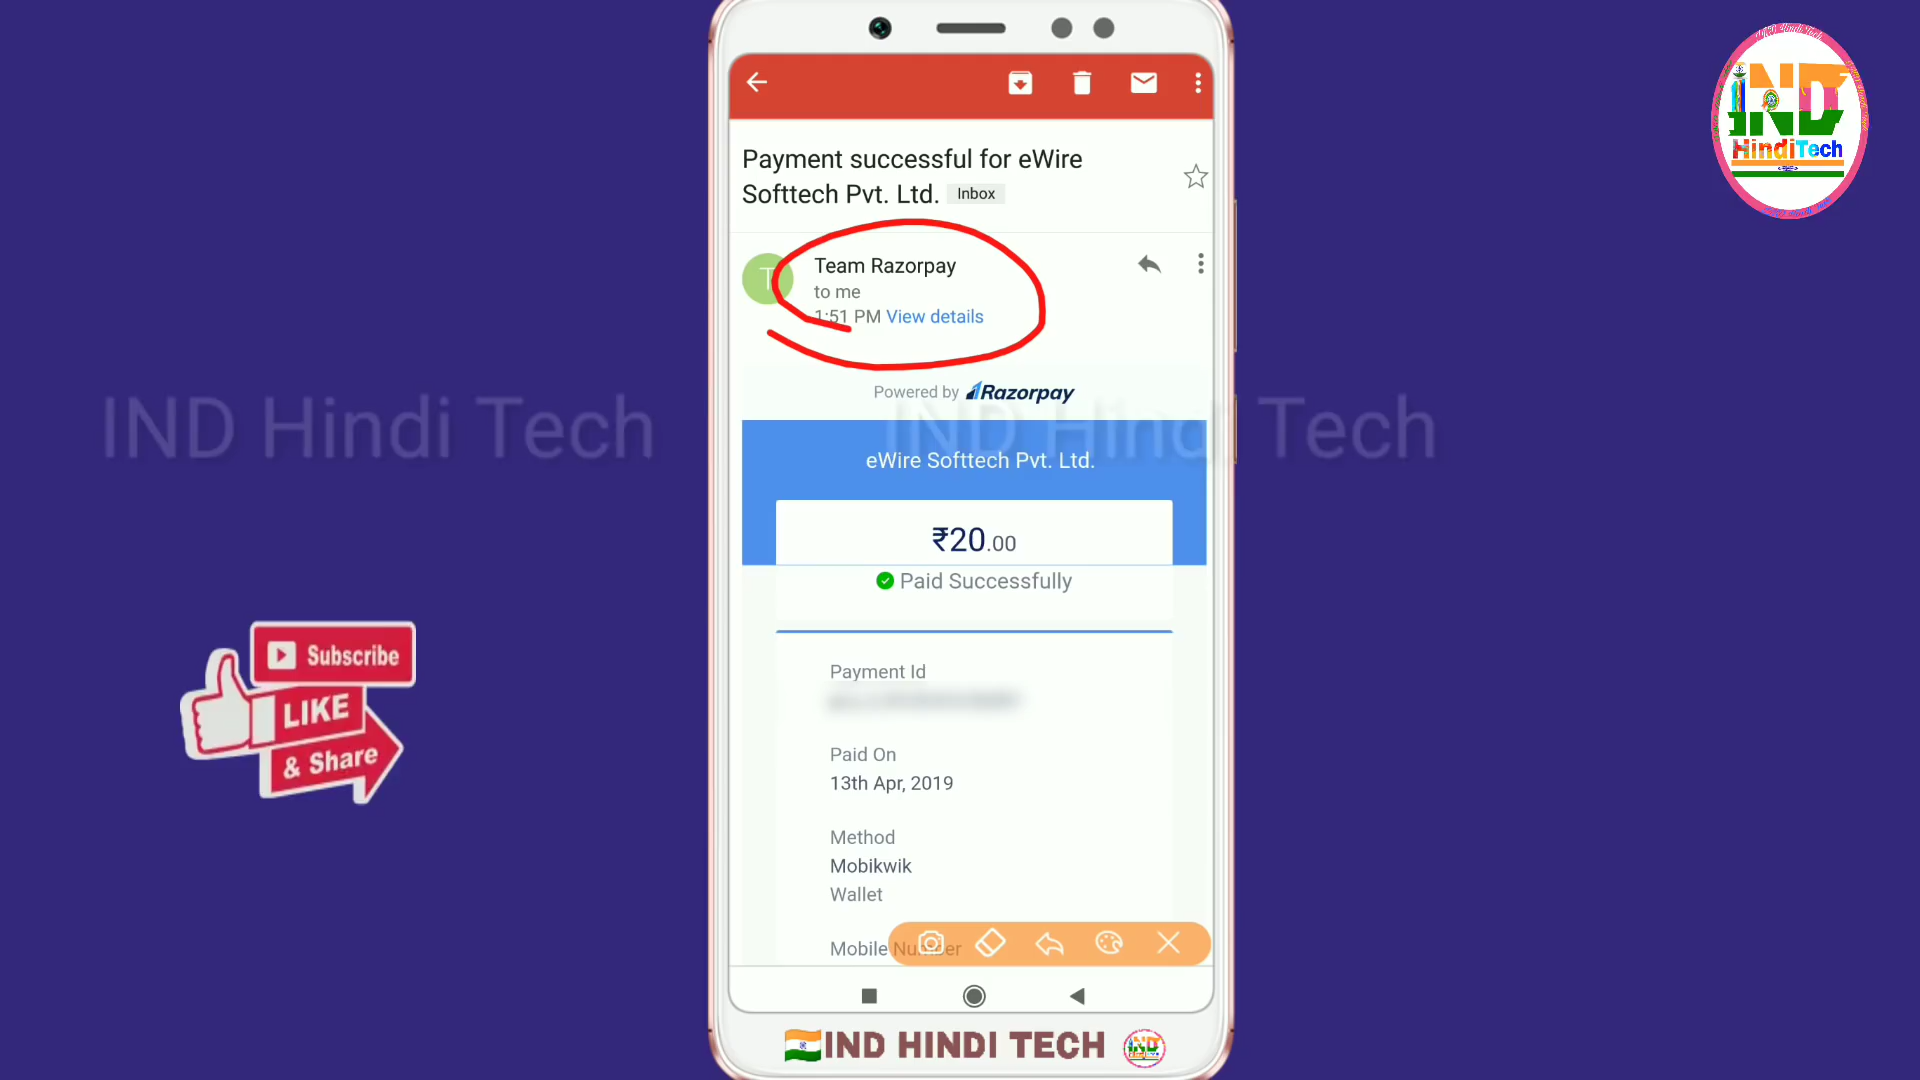 Payment successful for eWire
Softtech Pvt. Ltd. Inbox
T
Team Razorpay
to me
1:51 PM View details
Powered by Razorpay
IND Hindi Tech
IND Hindi Tech
eWire Softtech Pvt. Ltd.
₹20.00
Paid Successfully
Payment Id
Paid On
13th Apr, 2019
Method
Mobikwik
Wallet
Mobile Number
IND HINDI TECH
Subscribe
LIKE
& Share
IND
HindiTech